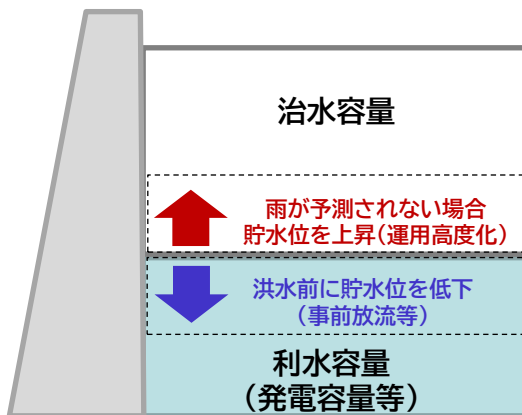 治水容量
雨が予測されない場合
貯水位を上昇(運用高度化)
洪水前に貯水位を低下
(事前放流等)
利水容量
(発電容量等)